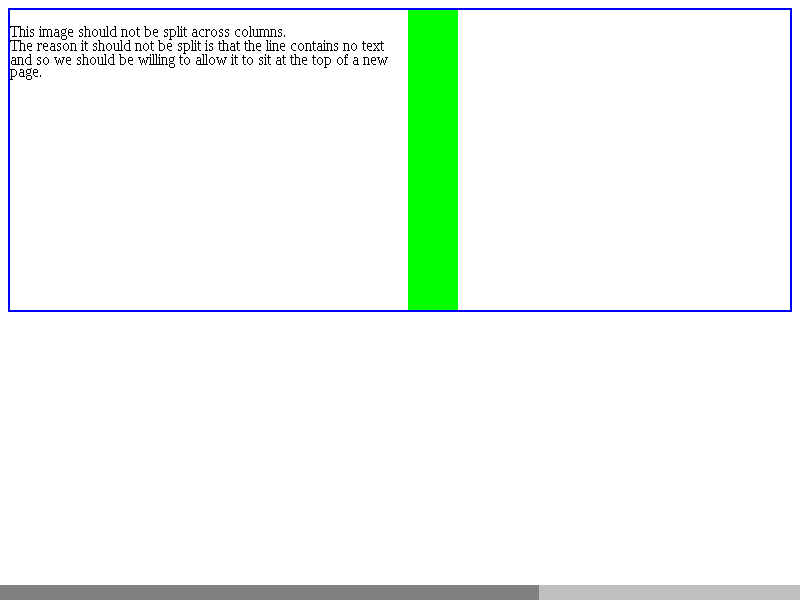 This image should not be split across columns.
The reason it should not be split is that the line contains no text
and so we should be willing to allow it to sit at the top of a new
page.